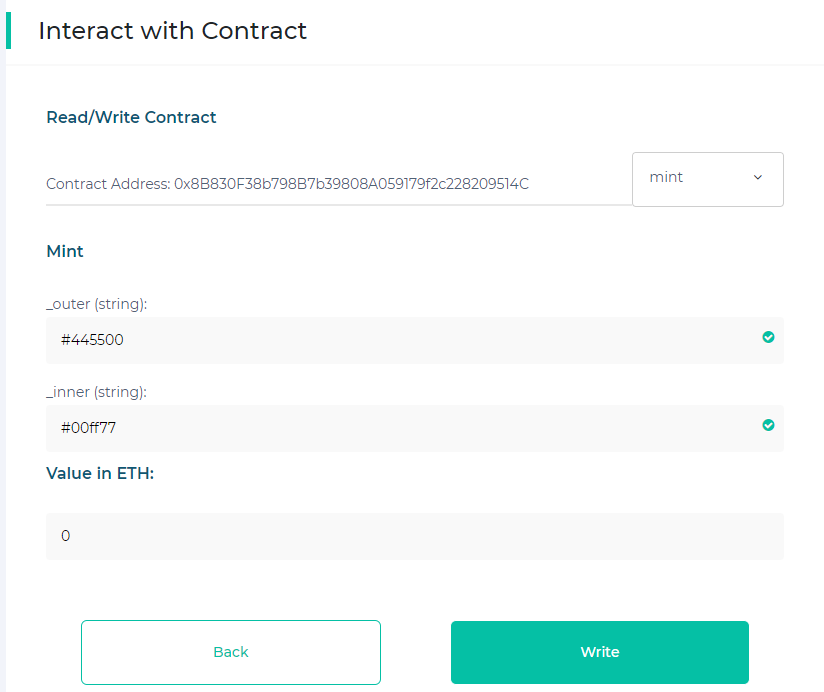 Interact with Contract
Read/Write Contract
Contract Address: 0x8B830F38b798B7b39808A059179f2c228209514C
mint
Mint
_outer (string):
#445500
_inner (string):
#00ff77
Value in ETH:
0
Back
Write